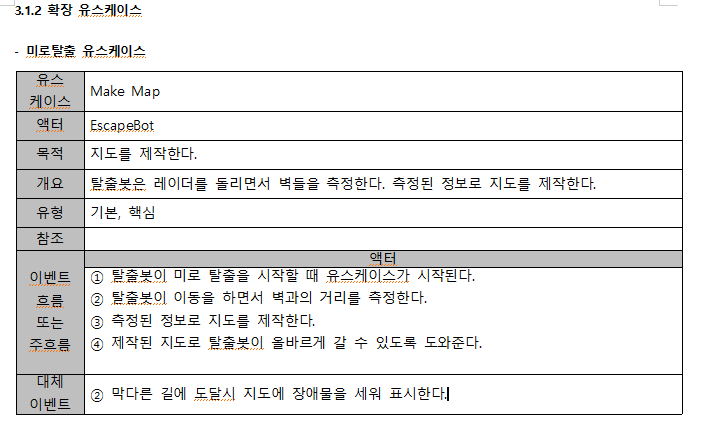 3.1.2 확장 유스케이스
- 미로탈출 유스케이스
유스
케이스
Make Map
액터
EscapeBot
목적
지도를 제작한다.
개요
탈출봇은 레이더를 돌리면서 벽들을 측정한다. 측정된 정보로 지도를 제작한다.
유형
기본, 핵심
참조
액터
이벤트
흐름
또는
주흐름
① 탈출봇이 미로 탈출을 시작할 때 유스케이스가 시작된다.
② 탈출봇이 이동을 하면서 벽과의 거리를 측정한다.
③ 측정된 정보로 지도를 제작한다.
④ 제작된 지도로 탈출봇이 올바르게 갈 수 있도록 도와준다.
대체
이벤트
② 막다른 길에 도달시 지도에 장애물을 세워 표시한다.